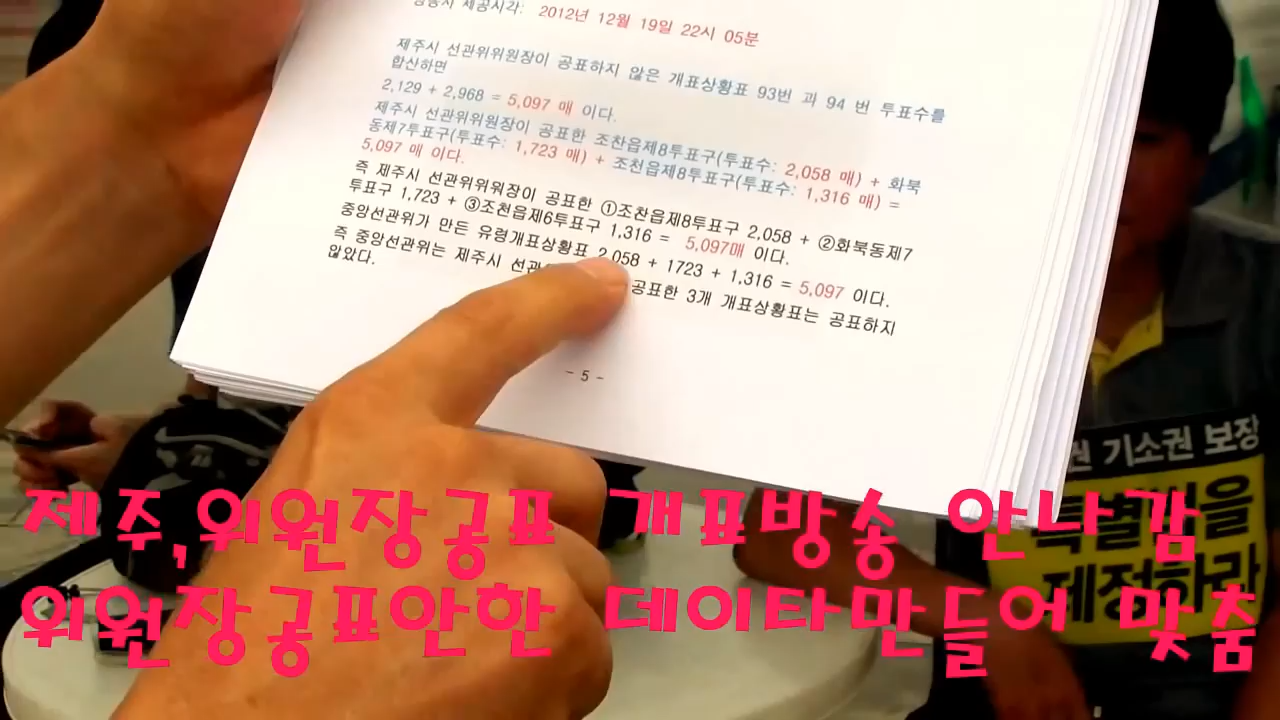 제공시각: 2012년 12월 19일 22시 05분
제주시 선관위위원장이 공표하지 않은 개표상황표 93번 과 94 번 투표수를
합산하면
2,129 + 2,968 = 5,097 매 이다.
제주시 선관위위원장이 공표한 조찬읍제8투표구(투표수: 2,058 매) + 화북
동제7투표구(투표수: 1,723 매) + 조천읍제8투표구(투표수: 1,316 매) =
5,097 매 이다.
즉 제주시 선관위위워장이 공표한 ①조찬읍제8투표구 2,058 + ②화북동제7
투표구 1,723 + ③조천읍제6투표구 1,316 = 5,097매 이다.
중앙선관위가 만든 유령개표상황표 2,058 + 1723 + 1,316 = 5,097 이다.
즉 중앙선관위는 제주시 선관 공표한 3개 개표상황표는 공표하지
않았다.
- 5 -
권 기소권 보장
특별법을
제정하라
제주,위원장공표 개표방송 안나감
위원장공표안한 데이타만들어 맞춤